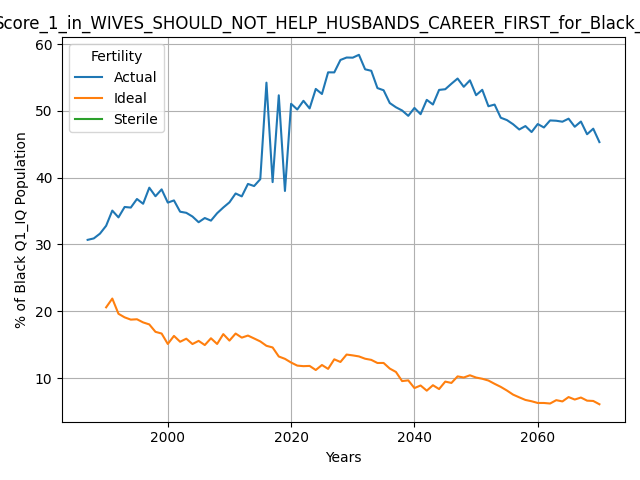 Score_1_in_WIVES_SHOULD_NOT_HELP_HUSBANDS_CAREER_FIRST_for_Black_
Fertility
Actual
Ideal
Sterile
% of Black Q1_IQ Population
60
50
40
30
20
10
2000 2020 2040 2060
Years